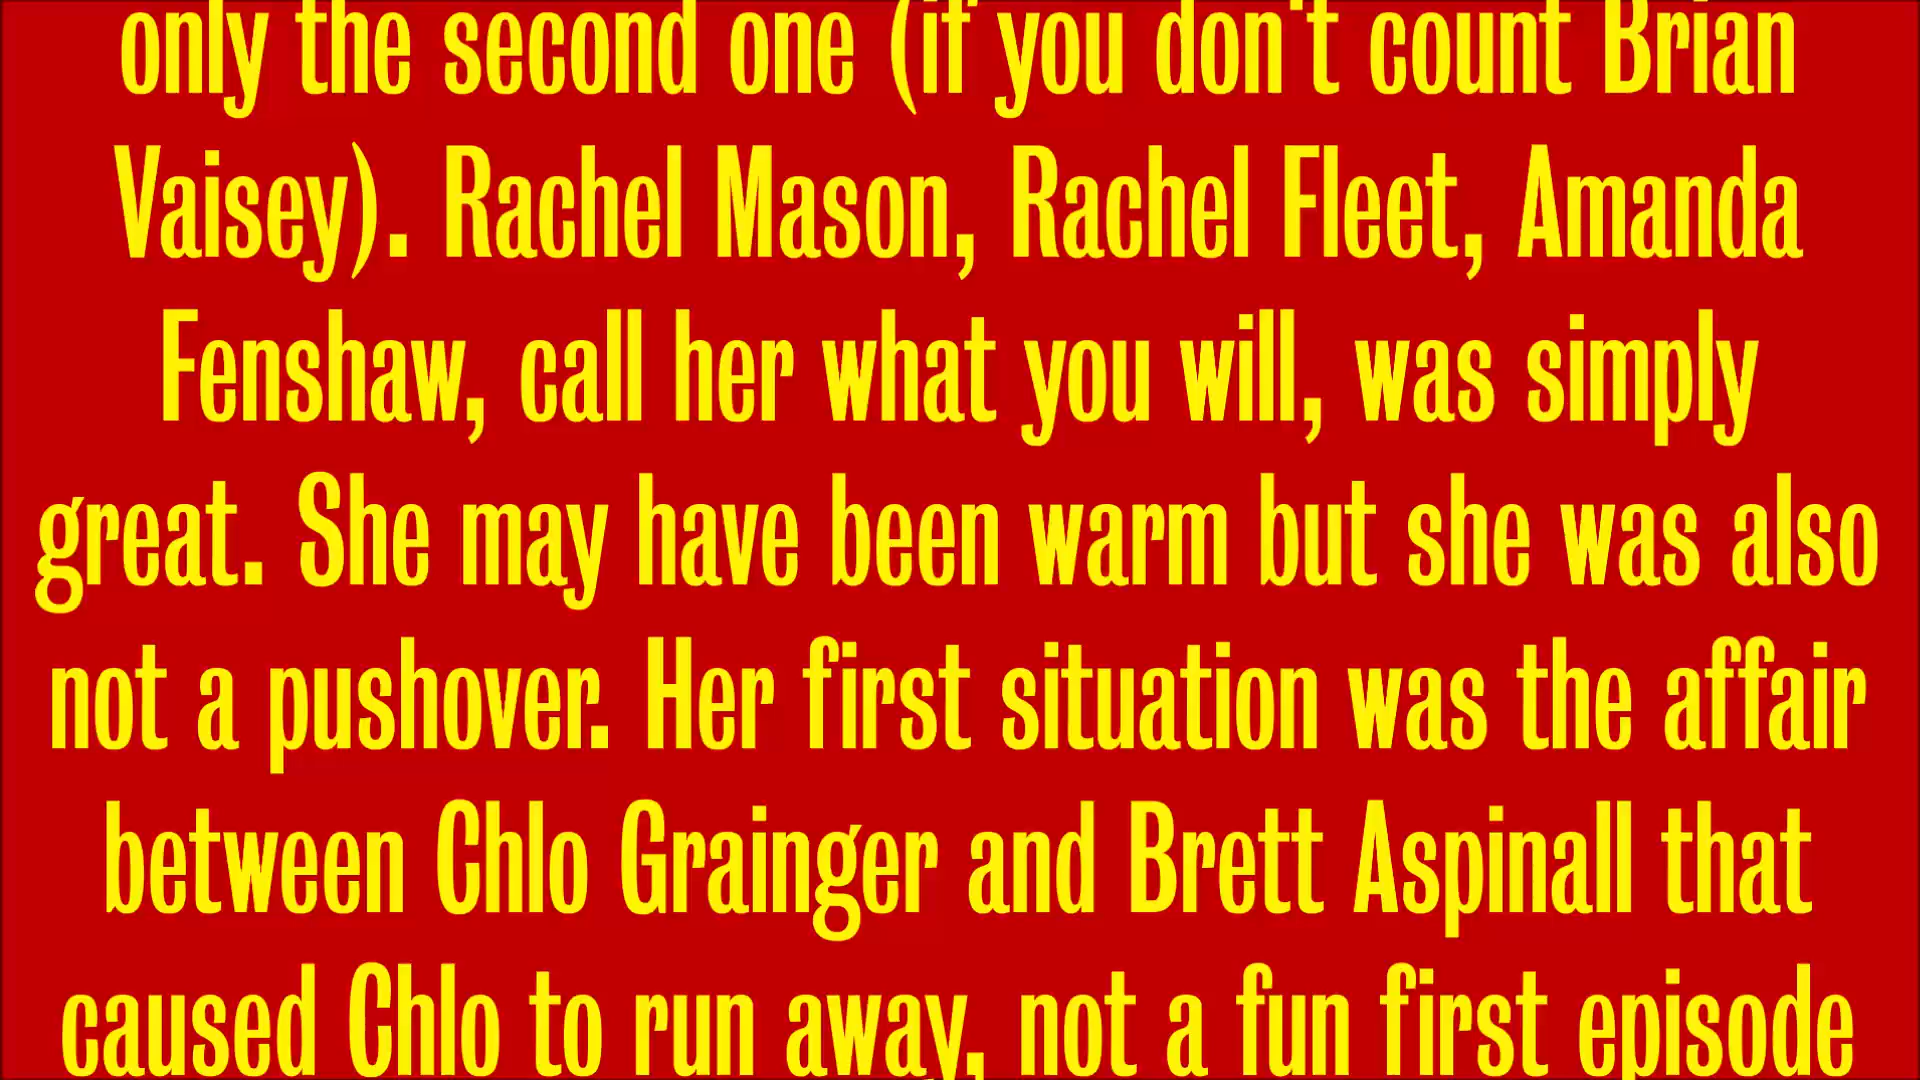 only the second one (if you don't count Brian
Vaisey). Rachel Mason, Rachel Fleet, Amanda
Fenshaw, call her what you will, was simply
great. She may have been warm but she was also
not a pushover. Her first situation was the affair
between Chlo Grainger and Brett Aspinall that
caused Chlo to run away, not a fun first episode